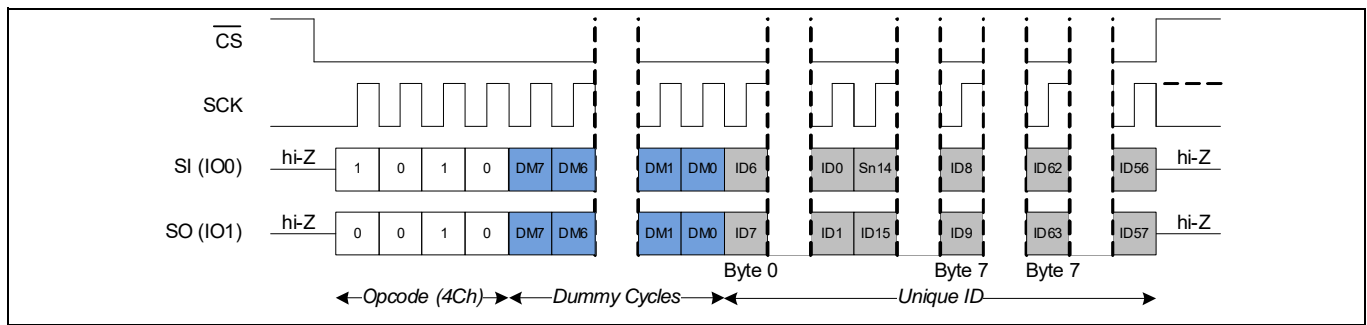 CS
SCK
SI (IO0) hi-Z 1 0 1 0 DM7 DM6 DM1 DM0 ID6 ID0 Sn14 ID8 ID62 ID56 hi-Z
SO (IO1) hi-Z 0 0 1 0 DM7 DM6 DM1 DM0 ID7 ID1 ID15 ID9 ID63 ID57 hi-Z
Byte 0 Byte 7 Byte 7
Opcode (4Ch) Dummy Cycles Unique ID